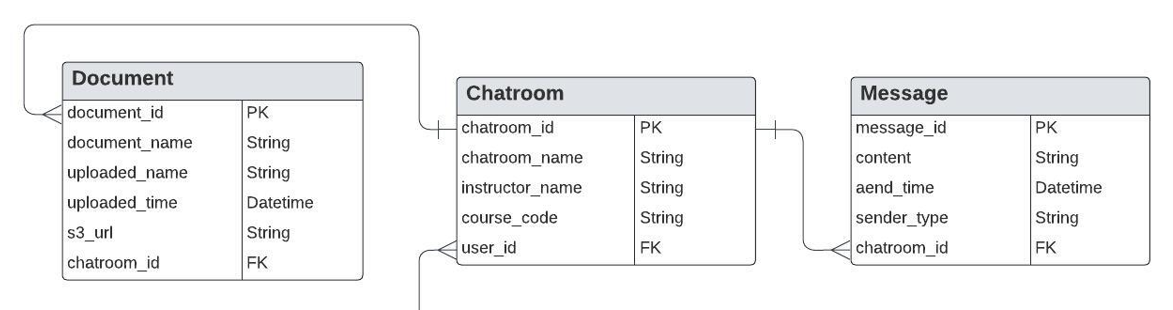 Document
document_id PK
document_name String
uploaded_name String
uploaded_time Datetime
s3_url String
chatroom_id FK
Chatroom
chatroom_id PK
chatroom_name String
instructor_name String
course_code String
user_id FK
Message
message_id PK
content String
aend_time Datetime
sender_type String
chatroom_id FK